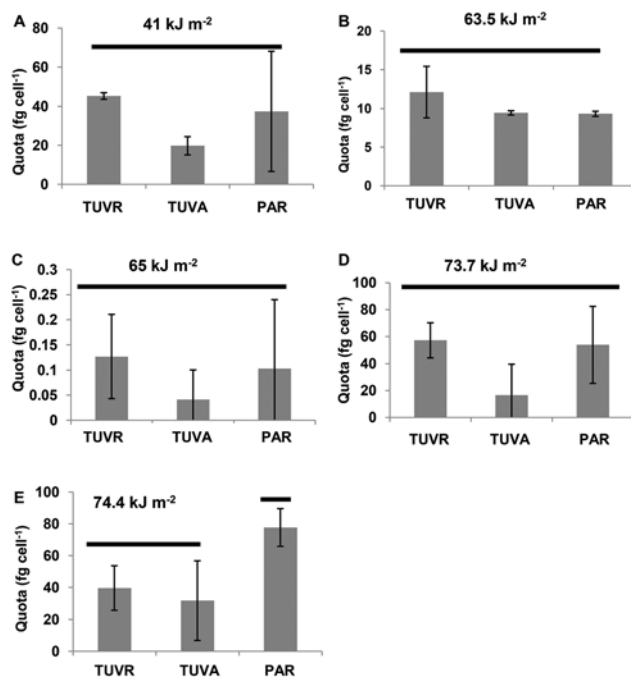 A
41 kJ m-2
Quota (fg cell-1)
80
60
40
20
0
TUVR TUVA PAR
B
63.5 kJ m-2
Quota (fg cell-1)
20
15
10
5
0
TUVR TUVA PAR
C
65 kJ m-2
Quota (fg cell-1)
0.3
0.25
0.2
0.15
0.1
0.05
0
TUVR TUVA PAR
D
73.7 kJ m-2
Quota (fg cell-1)
100
80
60
40
20
0
TUVR TUVA PAR
E
74.4 kJ m-2
Quota (fg cell-1)
100
80
60
40
20
0
TUVR TUVA PAR